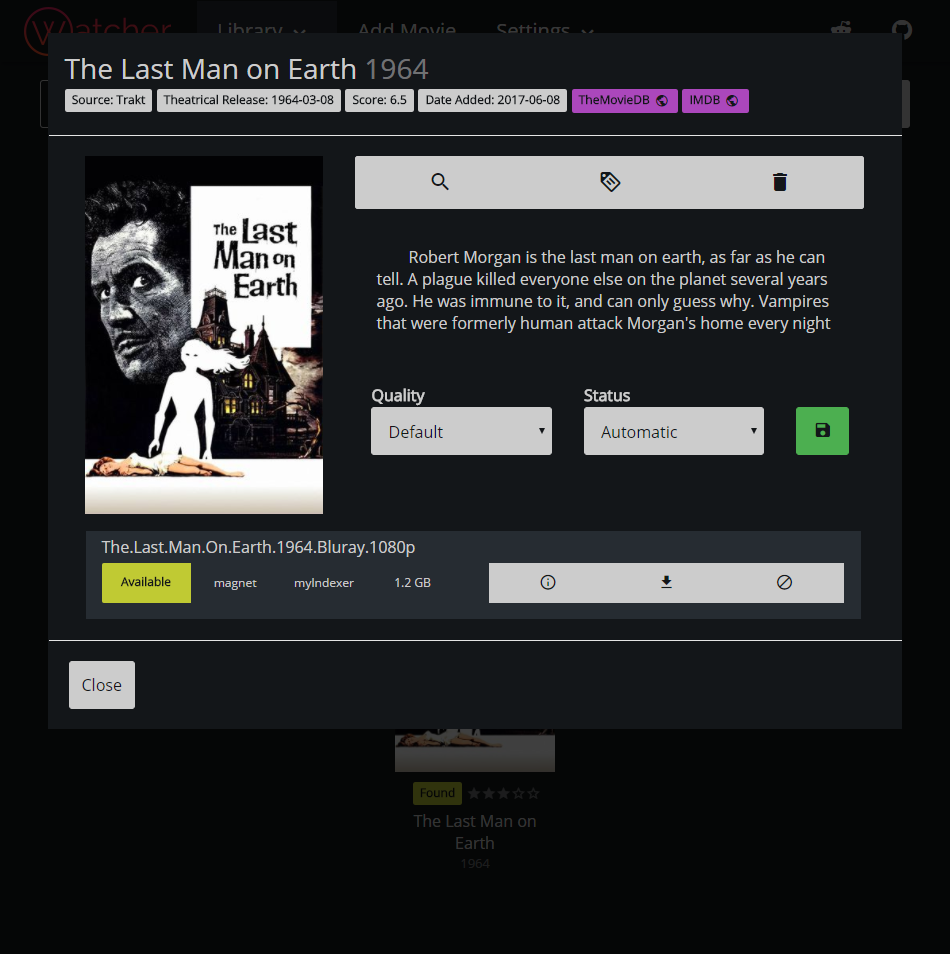 Watcher Library Add Movie Settings
The Last Man on Earth 1964
Source: Trakt Theatrical Release: 1964-03-08 Score: 6.5 Date Added: 2017-06-08 TheMovieDB IMDB
The Last
Man on
Earth
Robert Morgan is the last man on earth, as far as he can
tell. A plague killed everyone else on the planet several years
ago. He was immune to it, and can only guess why. Vampires
that were formerly human attack Morgan's home every night
Quality Status
Default Automatic
The.Last.Man.On.Earth.1964.Bluray.1080p
Available magnet myIndexer 1.2 GB
Close
Found
The Last Man on
Earth
1964